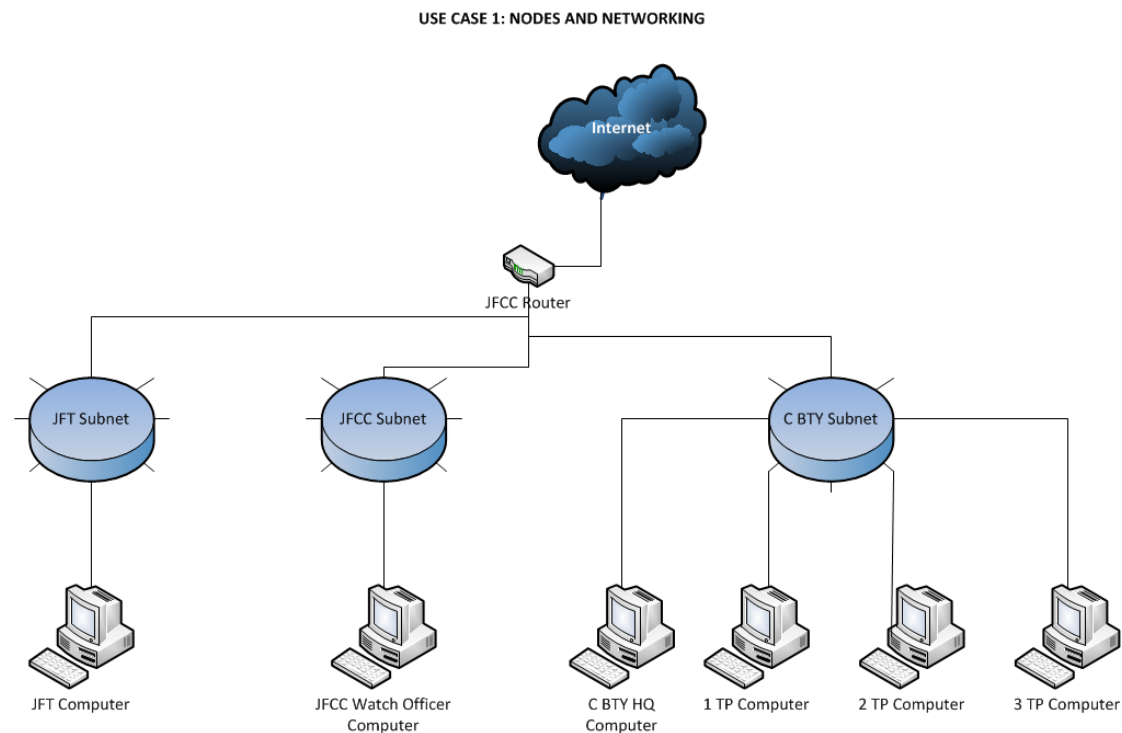 USE CASE 1: NODES AND NETWORKING
Internet
JFCC Router
JFT Subnet
JFCC Subnet
C BTY Subnet
JFT Computer
JFCC Watch Officer
Computer
C BTY HQ
Computer
1 TP Computer
2 TP Computer
3 TP Computer